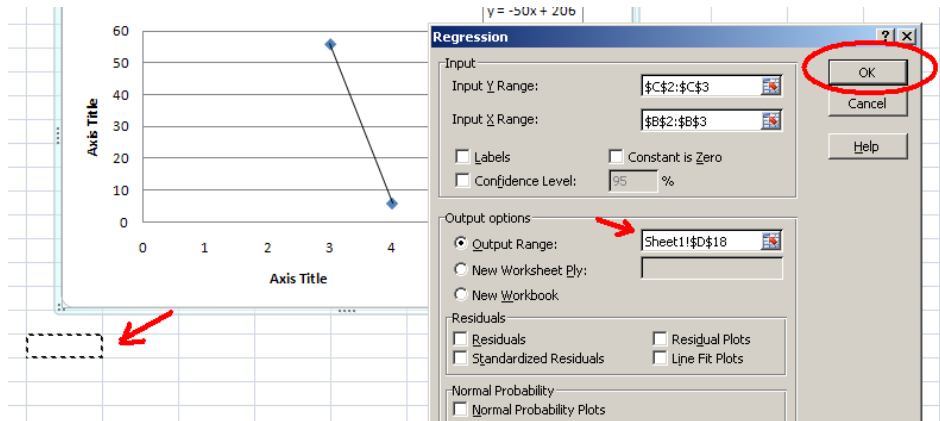 y = -50x + 206
60
50
40
30
20
10
0
Axis Title
0 1 2 3 4
Axis Title
Regression
Input
Input Y Range: $C$2:$C$3
Input X Range: $B$2:$B$3
Labels Constant is Zero
Confidence Level: 95 %
OK
Cancel
Help
Output options
Output Range: Sheet1!$D$18
New Worksheet Ply:
New Workbook
Residuals
Residuals Residual Plots
Standardized Residuals Line Fit Plots
Normal Probability
Normal Probability Plots